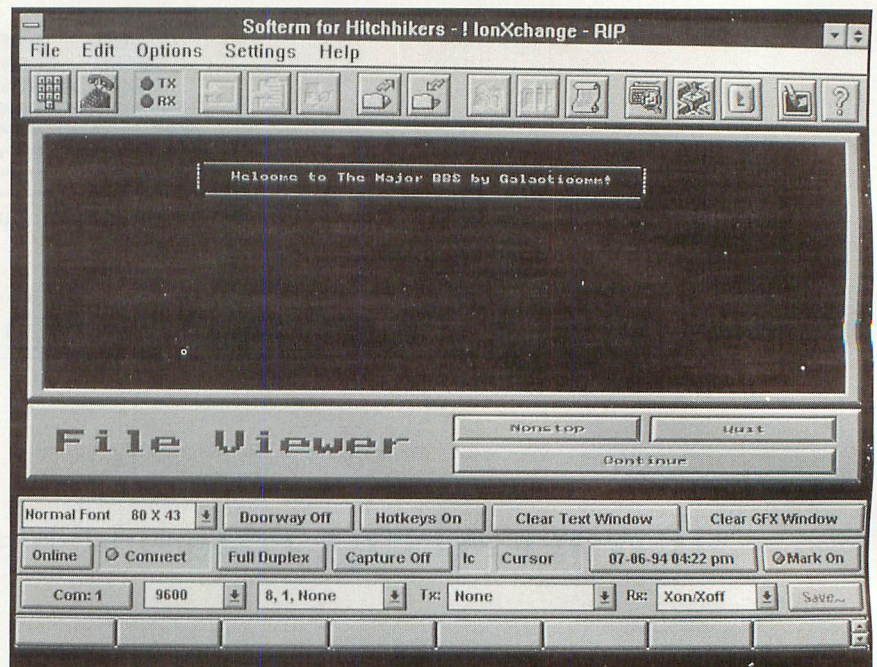 Softerm for Hitchhikers - ! IonXchange - RIP
File Edit Options Settings Help
TX
RX
Welcome to The Major BBS by Galacticomm!
File Viewer
Nonstop Quit
Continue
Normal Font 80 X 43 Doorway Off Hotkeys On Clear Text Window Clear GFX Window
Online Connect Full Duplex Capture Off Ic Cursor 07-06-94 04:22 pm Mark On
Com: 1 9600 8, 1, None Tx: None Rx: Xon/Xoff Save...